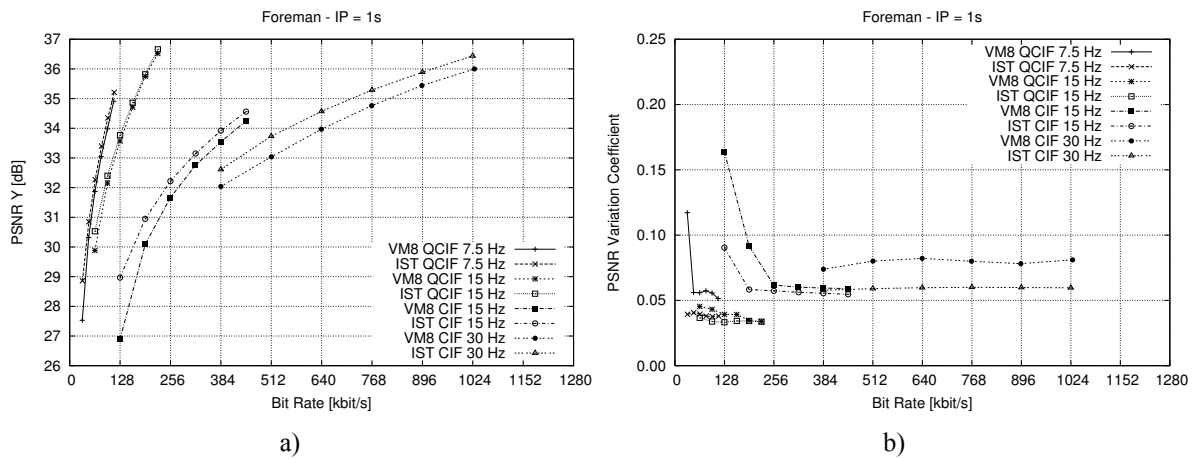 Foreman - IP = 1s
37
36
35
34
33
32
31
30
29
28
27
26
PSNR Y [dB]
VM8 QCIF 7.5 Hz
IST QCIF 7.5 Hz
VM8 QCIF 15 Hz
IST QCIF 15 Hz
VM8 CIF 15 Hz
IST CIF 15 Hz
VM8 CIF 30 Hz
IST CIF 30 Hz
0 128 256 384 512 640 768 896 1024 1152 1280
Bit Rate [kbit/s]
a)
Foreman - IP = 1s
0.25
0.20
0.15
0.10
0.05
0.00
PSNR Variation Coefficient
VM8 QCIF 7.5 Hz
IST QCIF 7.5 Hz
VM8 QCIF 15 Hz
IST QCIF 15 Hz
VM8 CIF 15 Hz
IST CIF 15 Hz
VM8 CIF 30 Hz
IST CIF 30 Hz
0 128 256 384 512 640 768 896 1024 1152 1280
Bit Rate [kbit/s]
b)